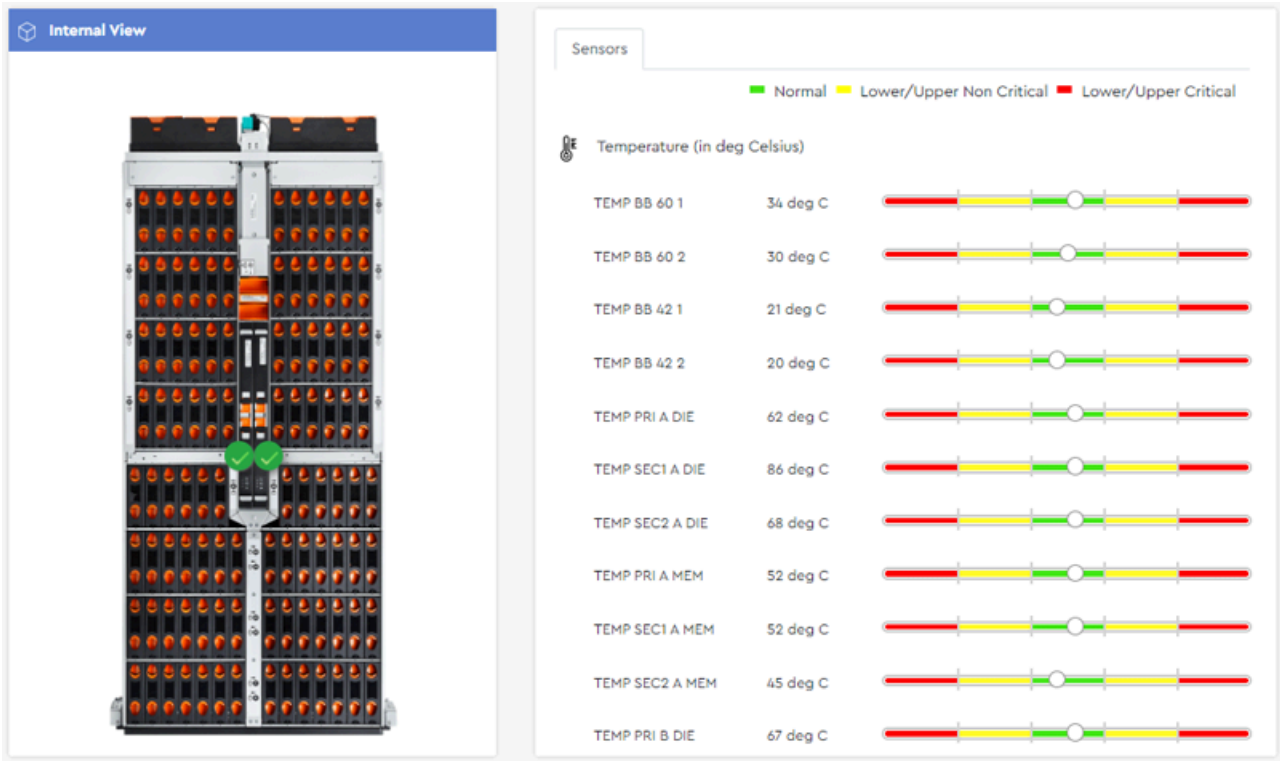 Internal View
Sensors
Normal Lower/Upper Non Critical Lower/Upper Critical
Temperature (in deg Celsius)
TEMP BB 60 1 34 deg C
TEMP BB 60 2 30 deg C
TEMP BB 42 1 21 deg C
TEMP BB 42 2 20 deg C
TEMP PRI A DIE 62 deg C
TEMP SEC1 A DIE 86 deg C
TEMP SEC2 A DIE 68 deg C
TEMP PRI A MEM 52 deg C
TEMP SEC1 A MEM 52 deg C
TEMP SEC2 A MEM 45 deg C
TEMP PRI B DIE 67 deg C